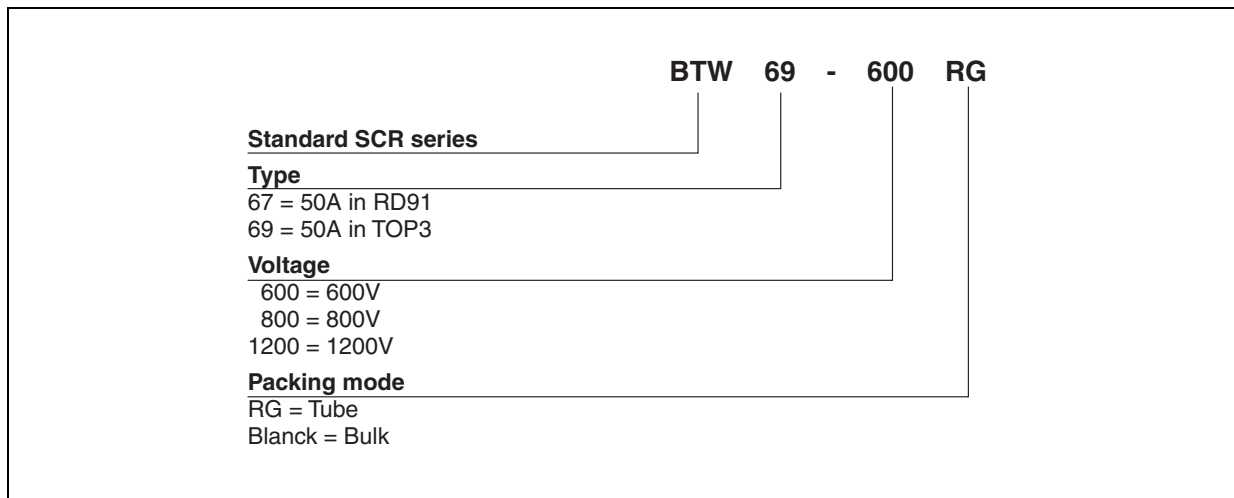 BTW 69 - 600 RG
Standard SCR series
Type
67 = 50A in RD91
69 = 50A in TOP3
Voltage
600 = 600V
800 = 800V
1200 = 1200V
Packing mode
RG = Tube
Blanck = Bulk